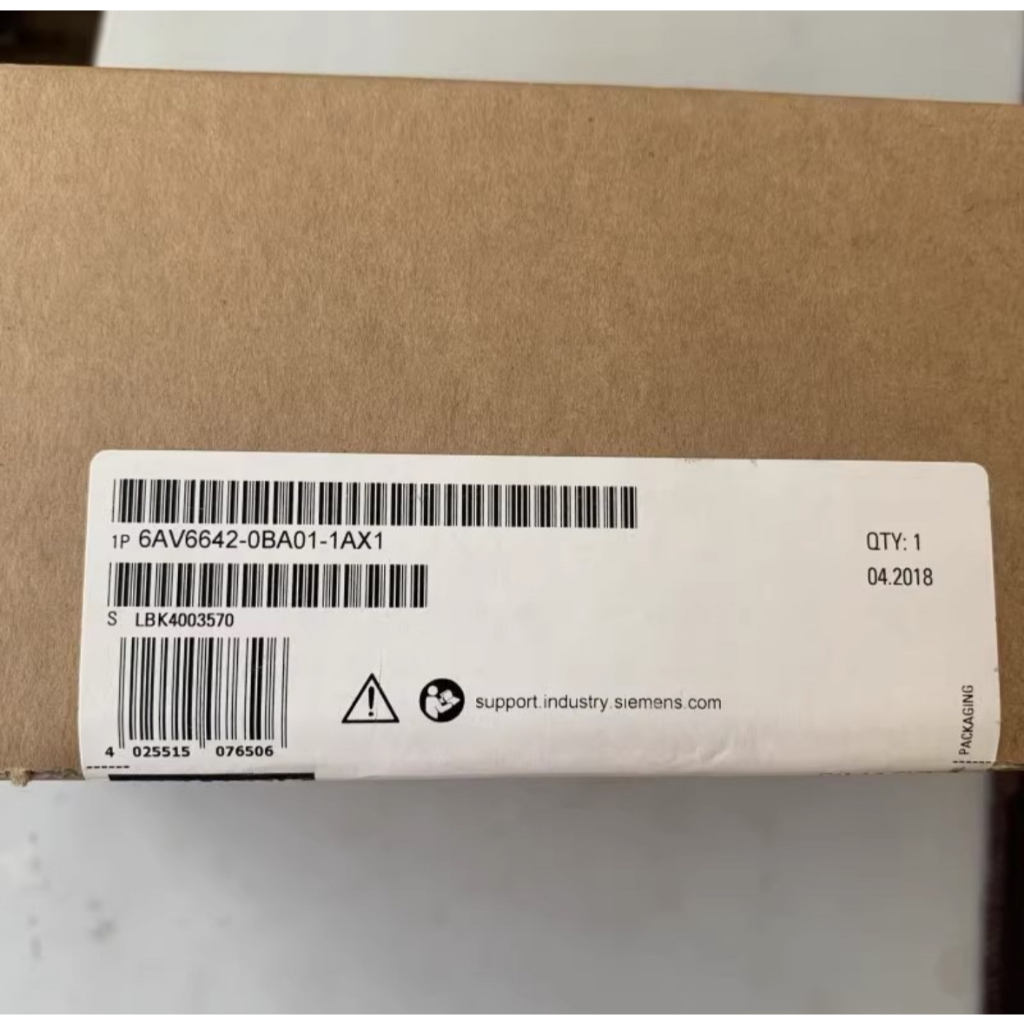 1P 6AV6642-0BA01-1AX1
QTY: 1
04.2018
S LBK4003570
support.industry.siemens.com
4 025515 076506
PACKAGING